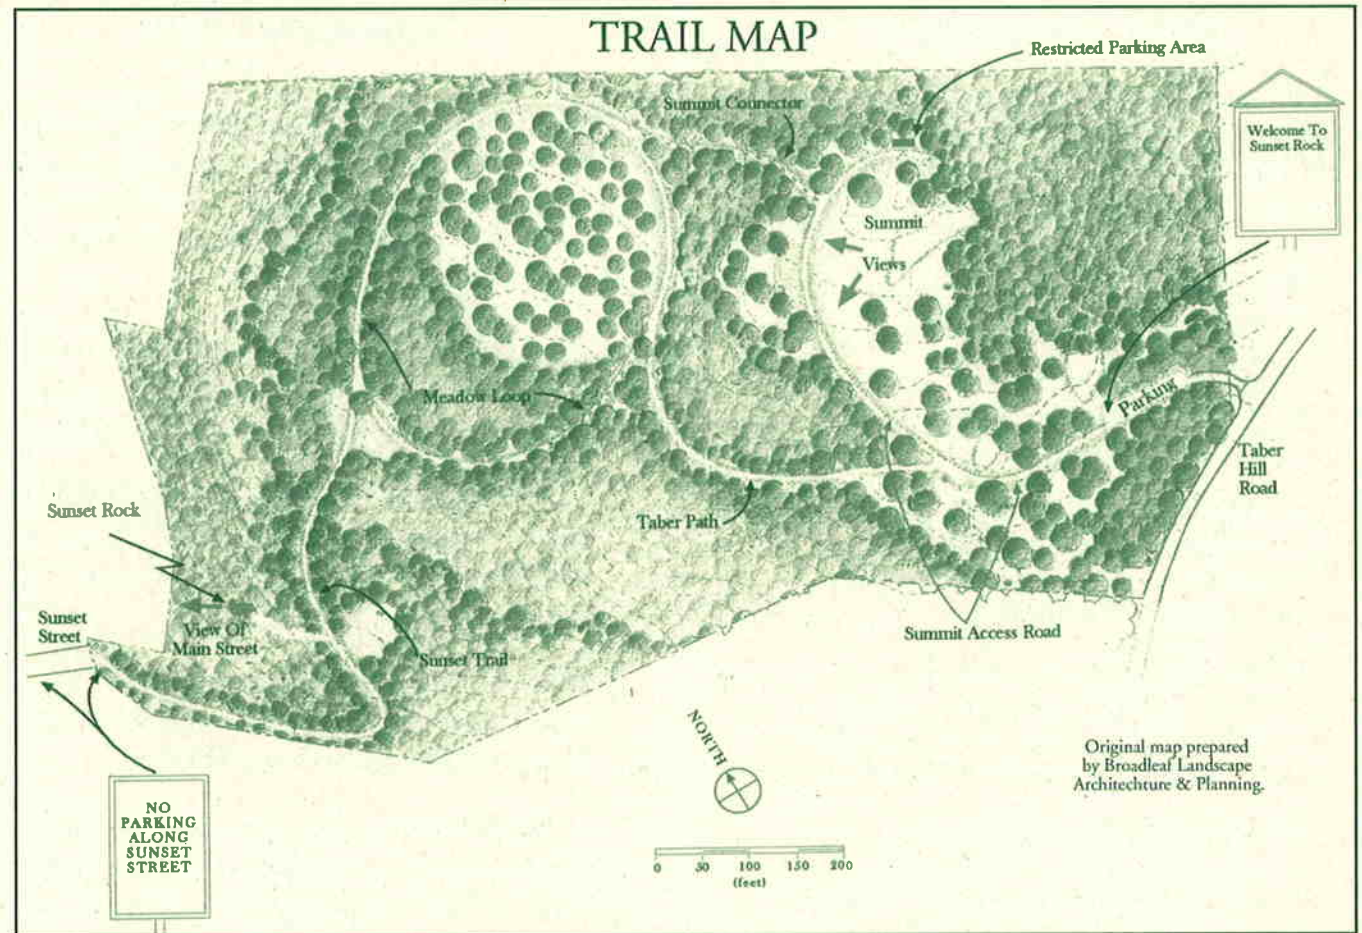 TRAIL MAP
Restricted Parking Area
Summit Connector
Welcome To
Sunset Rock
Summit
Views
Meadow Loop
Parking
Taber
Hill
Road
Sunset Rock
Taber Path
Sunset
Street
View Of
Main Street
Sunset Trail
Summit Access Road
NORTH
Original map prepared
by Broadleaf Landscape
Architechture & Planning.
NO
PARKING
ALONG
SUNSET
STREET
0 50 100 150 200
(feet)